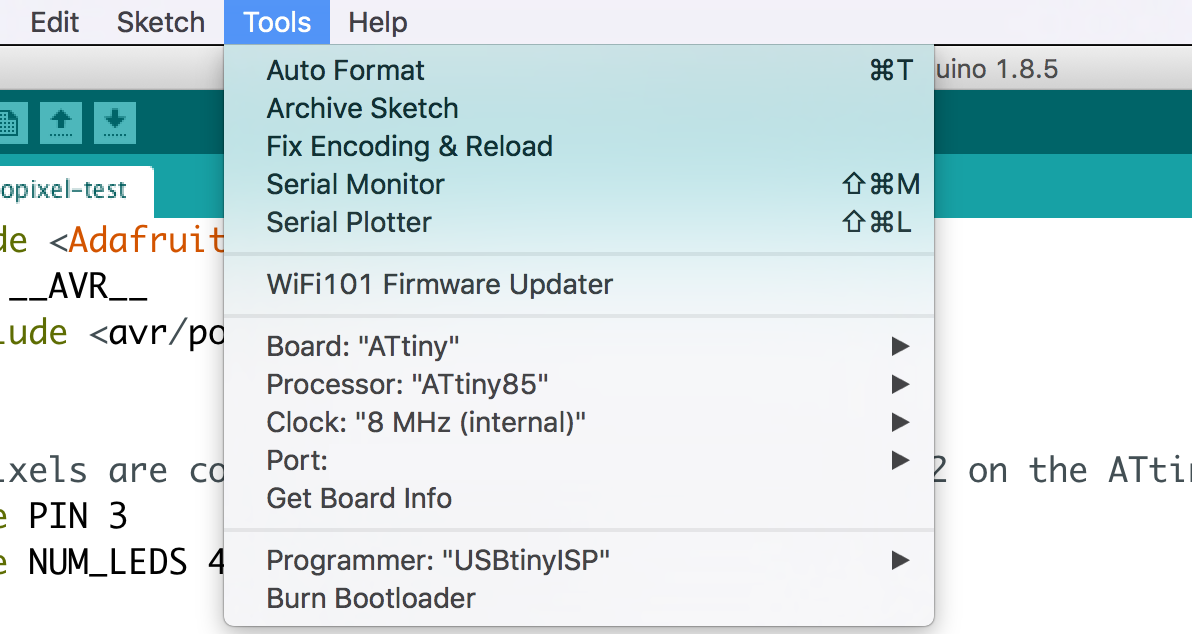 Edit Sketch Tools Help
Auto Format ⌘T
uino 1.8.5
Archive Sketch
Fix Encoding & Reload
Serial Monitor ⇧⌘M
opixel-test
Serial Plotter ⇧⌘L
de <Adafruit
WiFi101 Firmware Updater
__AVR__
lude <avr/po
Board: "ATtiny"
Processor: "ATtiny85"
Clock: "8 MHz (internal)"
Port:
ixels are co
2 on the ATti
Get Board Info
e PIN 3
Programmer: "USBtinyISP"
e NUM_LEDS 4
Burn Bootloader